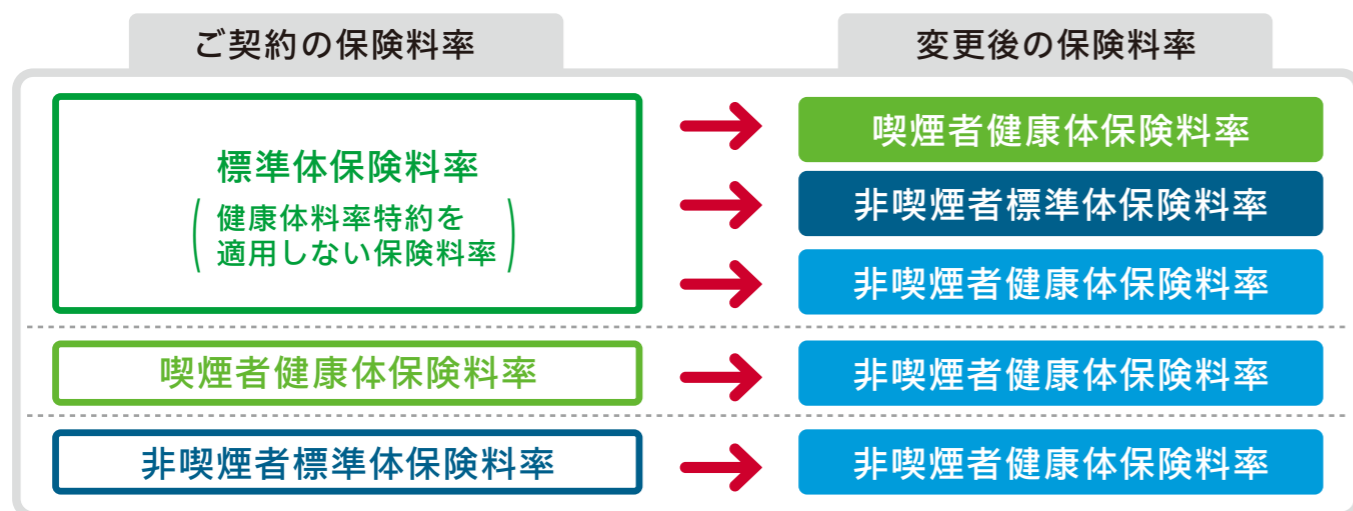 ご契約の保険料率
変更後の保険料率
標準体保険料率
(健康体料率特約を
適用しない保険料率)
喫煙者健康体保険料率
非喫煙者標準体保険料率
非喫煙者健康体保険料率
喫煙者健康体保険料率
非喫煙者健康体保険料率
非喫煙者標準体保険料率
非喫煙者健康体保険料率